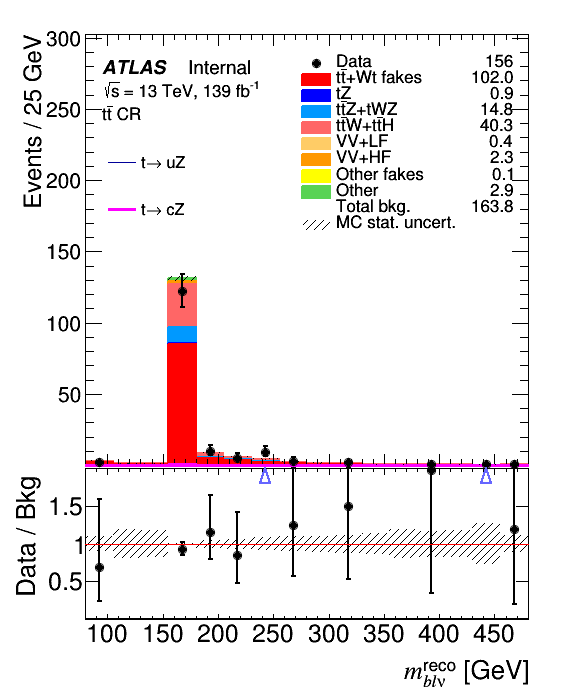 ATLAS Internal
√s = 13 TeV, 139 fb⁻¹
tt̄ CR
t→ uZ
t→ cZ
Data 156
tt̄+Wt fakes 102.0
tZ 0.9
tt̄Z+tWZ 14.8
tt̄W+tt̄H 40.3
VV+LF 0.4
VV+HF 2.3
Other fakes 0.1
Other 2.9
Total bkg. 163.8
MC stat. uncert.
Events / 25 GeV
300
250
200
150
100
50
Data / Bkg
1.5
1
0.5
100 150 200 250 300 350 400 450
m_{blν}^{reco} [GeV]